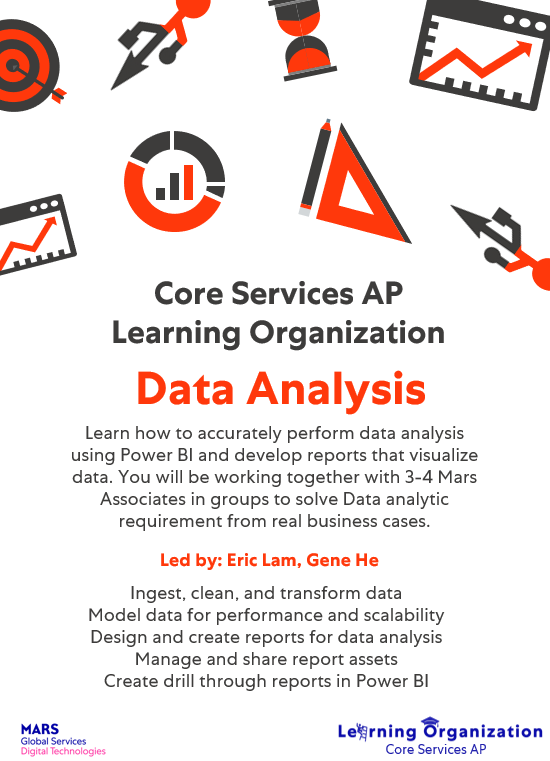 Core Services AP
Learning Organization
Data Analysis
Learn how to accurately perform data analysis
using Power BI and develop reports that visualize
data. You will be working together with 3-4 Mars
Associates in groups to solve Data analytic
requirement from real business cases.
Led by: Eric Lam, Gene He
Ingest, clean, and transform data
Model data for performance and scalability
Design and create reports for data analysis
Manage and share report assets
Create drill through reports in Power BI
MARS
Global Services
Digital Technologies
Learning Organization
Core Services AP